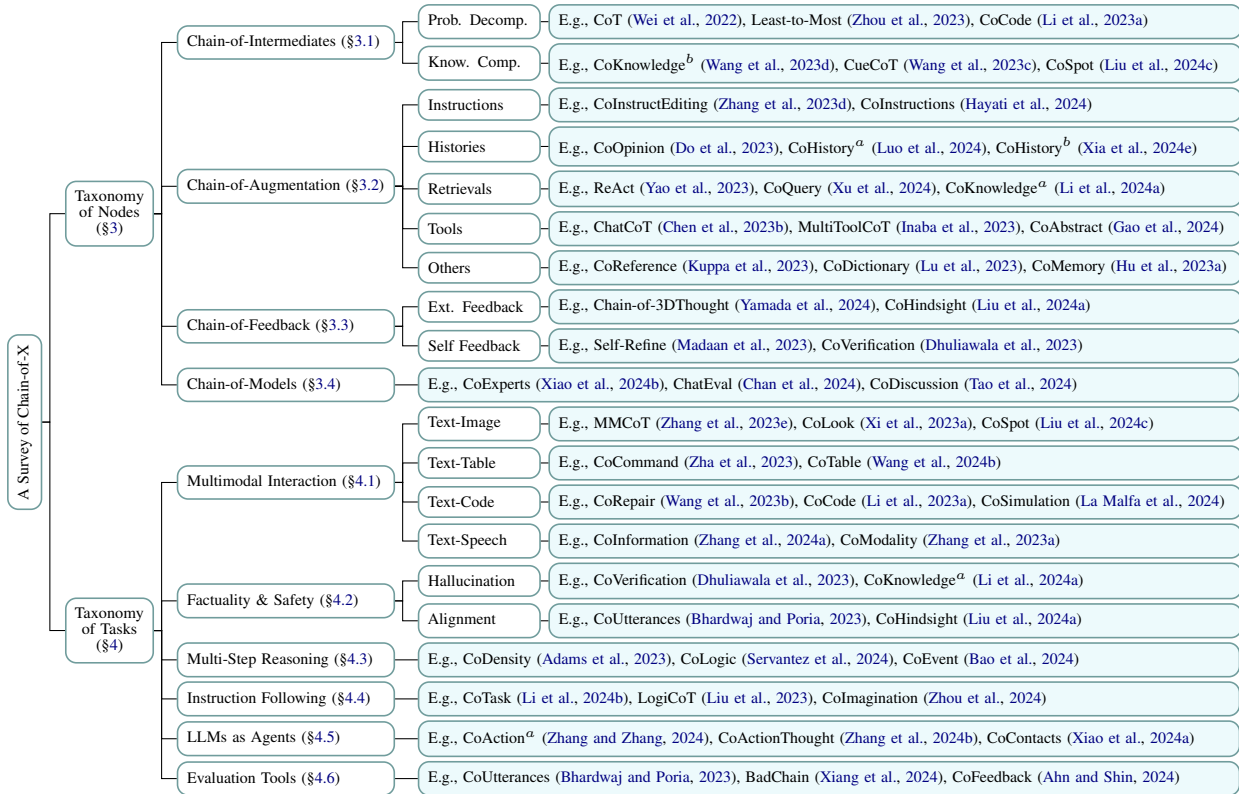 A Survey of Chain-of-X
Taxonomy
of Nodes
(§3)
Chain-of-Intermediates (§3.1)
Prob. Decomp.
E.g., CoT (Wei et al., 2022), Least-to-Most (Zhou et al., 2023), CoCode (Li et al., 2023a)
Know. Comp.
E.g., CoKnowledge^b (Wang et al., 2023d), CueCoT (Wang et al., 2023c), CoSpot (Liu et al., 2024c)
Chain-of-Augmentation (§3.2)
Instructions
E.g., CoInstructEditing (Zhang et al., 2023d), CoInstructions (Hayati et al., 2024)
Histories
E.g., CoOpinion (Do et al., 2023), CoHistory^a (Luo et al., 2024), CoHistory^b (Xia et al., 2024e)
Retrievals
E.g., ReAct (Yao et al., 2023), CoQuery (Xu et al., 2024), CoKnowledge^a (Li et al., 2024a)
Tools
E.g., ChatCoT (Chen et al., 2023b), MultiToolCoT (Inaba et al., 2023), CoAbstract (Gao et al., 2024)
Others
E.g., CoReference (Kuppa et al., 2023), CoDictionary (Lu et al., 2023), CoMemory (Hu et al., 2023a)
Chain-of-Feedback (§3.3)
Ext. Feedback
E.g., Chain-of-3DThought (Yamada et al., 2024), CoHindsight (Liu et al., 2024a)
Self Feedback
E.g., Self-Refine (Madaan et al., 2023), CoVerification (Dhuliawala et al., 2023)
Chain-of-Models (§3.4)
E.g., CoExperts (Xiao et al., 2024b), ChatEval (Chan et al., 2024), CoDiscussion (Tao et al., 2024)
Taxonomy
of Tasks
(§4)
Multimodal Interaction (§4.1)
Text-Image
E.g., MMCoT (Zhang et al., 2023e), CoLook (Xi et al., 2023a), CoSpot (Liu et al., 2024c)
Text-Table
E.g., CoCommand (Zha et al., 2023), CoTable (Wang et al., 2024b)
Text-Code
E.g., CoRepair (Wang et al., 2023b), CoCode (Li et al., 2023a), CoSimulation (La Malfa et al., 2024)
Text-Speech
E.g., CoInformation (Zhang et al., 2024a), CoModality (Zhang et al., 2023a)
Factuality & Safety (§4.2)
Hallucination
E.g., CoVerification (Dhuliawala et al., 2023), CoKnowledge^a (Li et al., 2024a)
Alignment
E.g., CoUtterances (Bhardwaj and Poria, 2023), CoHindsight (Liu et al., 2024a)
Multi-Step Reasoning (§4.3)
E.g., CoDensity (Adams et al., 2023), CoLogic (Servantez et al., 2024), CoEvent (Bao et al., 2024)
Instruction Following (§4.4)
E.g., CoTask (Li et al., 2024b), LogiCoT (Liu et al., 2023), CoImagination (Zhou et al., 2024)
LLMs as Agents (§4.5)
E.g., CoAction^a (Zhang and Zhang, 2024), CoActionThought (Zhang et al., 2024b), CoContacts (Xiao et al., 2024a)
Evaluation Tools (§4.6)
E.g., CoUtterances (Bhardwaj and Poria, 2023), BadChain (Xiang et al., 2024), CoFeedback (Ahn and Shin, 2024)